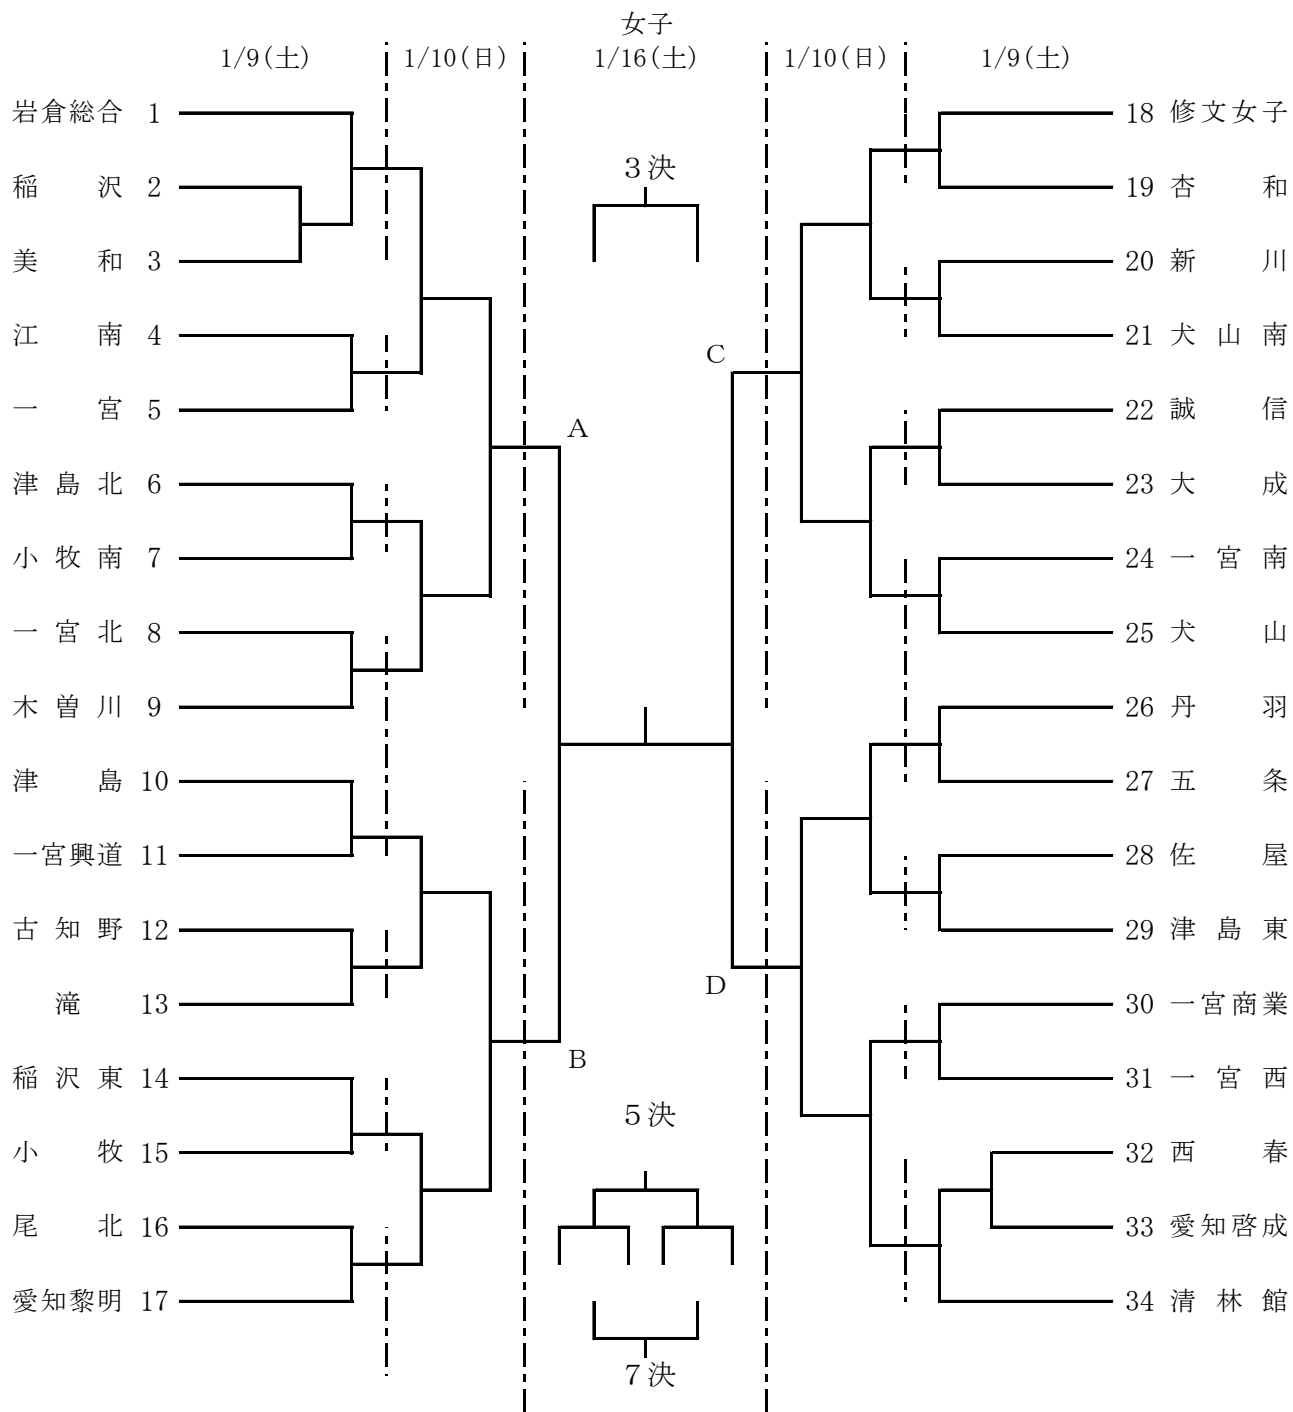 女子
1/9(土) 1/10(日) 1/16(土) 1/10(日) 1/9(土)
岩倉総合 1 18 修文女子
3決
稲沢 2 19 杏和
美和 3 20 新川
江南 4 21 犬山南
C
一宮 5 22 誠信
A
津島北 6 23 大成
小牧南 7 24 一宮南
一宮北 8 25 犬山
木曽川 9 26 丹羽
津島 10 27 五条
一宮興道 11 28 佐屋
古知野 12 29 津島東
D
滝 13 30 一宮商業
B
稲沢東 14 31 一宮西
5決
小牧 15 32 西春
尾北 16 33 愛知啓成
愛知黎明 17 34 清林館
7決